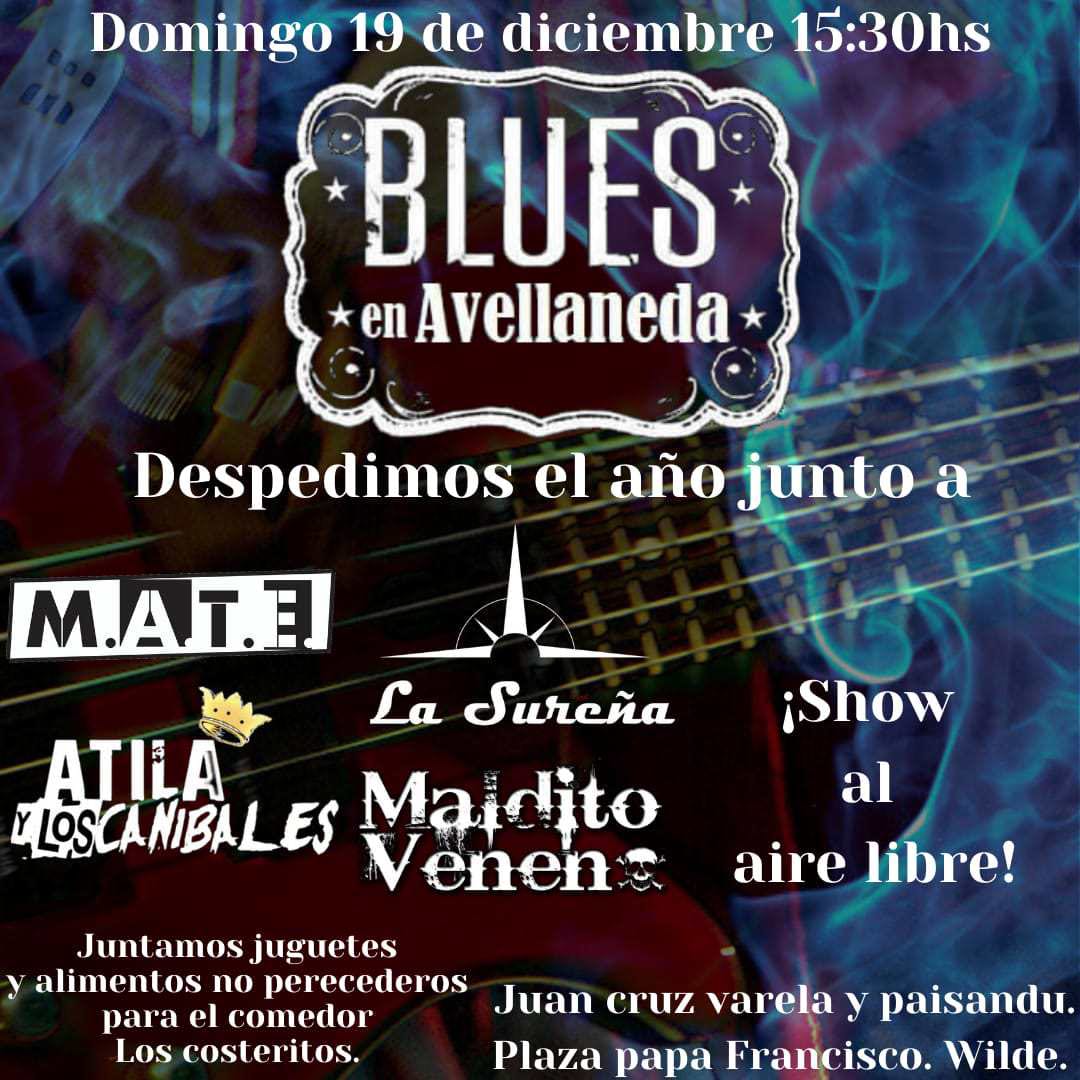 Domingo 19 de diciembre 15:30hs
BLUES
en Avellaneda
Despedimos el año junto a
M.A.T.E.
La Sureña
ATILA
Y LOS CANIBALES
Maldito
Veneno
¡Show
al
aire libre!
Juntamos juguetes
y alimentos no perecederos
para el comedor
Los costeritos.
Juan cruz varela y paisandu.
Plaza papa Francisco. Wilde.